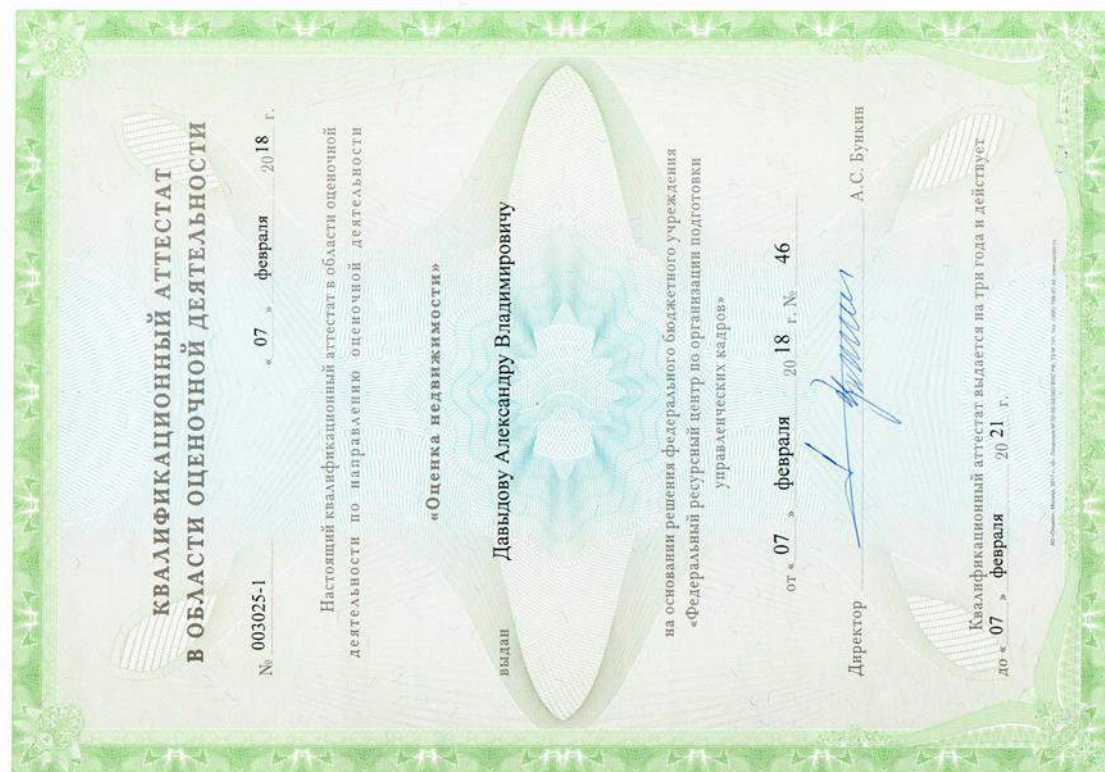 КВАЛИФИКАЦИОННЫЙ АТТЕСТАТ
В ОБЛАСТИ ОЦЕНОЧНОЙ ДЕЯТЕЛЬНОСТИ
№ 003025-1 « 07 » февраля 20 18 г.
Настоящий квалификационный аттестат в области оценочной
деятельности по направлению оценочной деятельности
«Оценка недвижимости»
выдан Давыдову Александру Владимировичу
на основании решения федерального бюджетного учреждения
«Федеральный ресурсный центр по организации подготовки
управленческих кадров»
от « 07 » февраля 20 18 г. № 46
Директор А.С. Бункин
Квалификационный аттестат выдается на три года и действует
до « 07 » февраля 20 21 г.